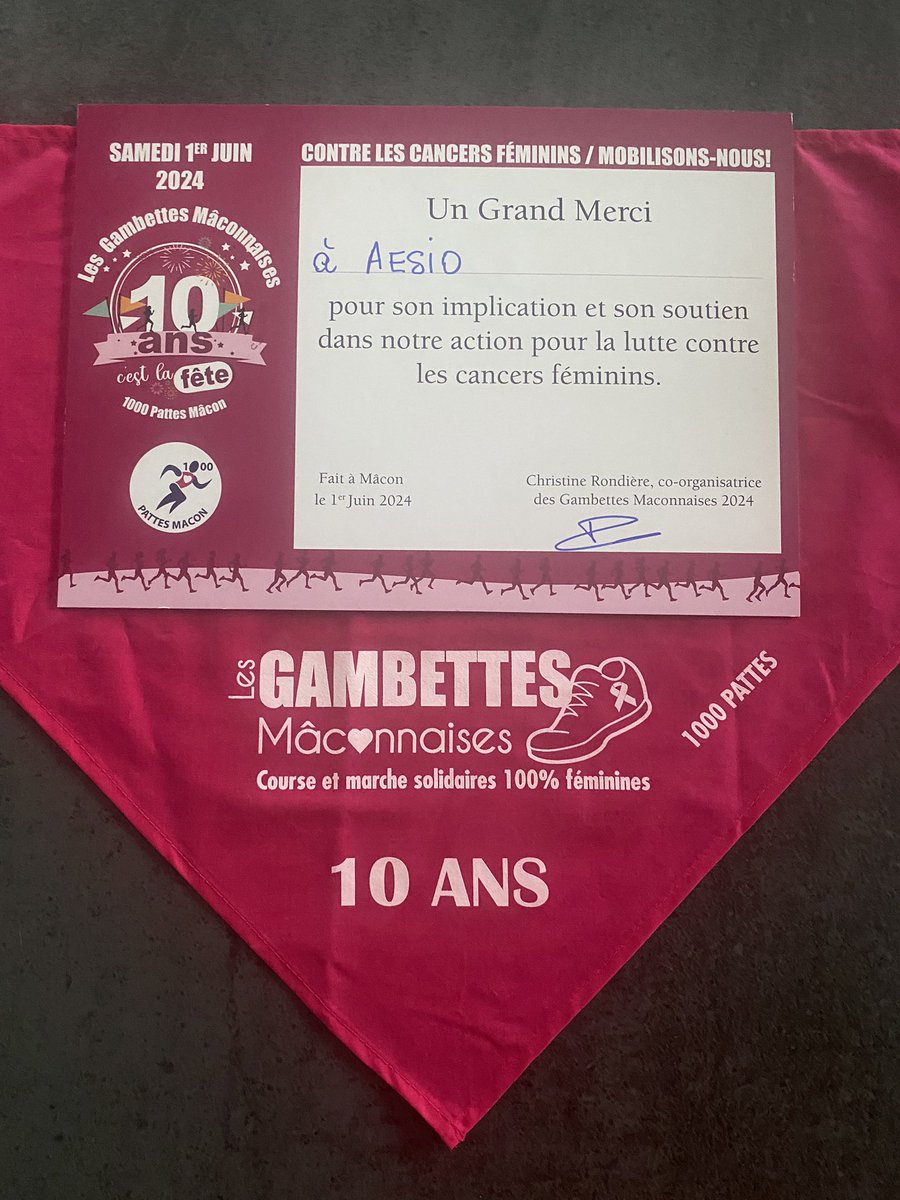 SAMEDI 1ER JUIN
2024
Les Gambettes Mâconnaises
10
ans
c'est la fête
1000 Pattes Mâcon
1000
PATTES MACON
CONTRE LES CANCERS FÉMININS / MOBILISONS-NOUS!
Un Grand Merci
à AESIO
pour son implication et son soutien
dans notre action pour la lutte contre
les cancers féminins.
Fait à Mâcon
le 1er Juin 2024
Christine Rondière, co-organisatrice
des Gambettes Maconnaises 2024
Les GAMBETTES
Mâconnaises
Course et marche solidaires 100% féminines
1000 PATTES
10 ANS